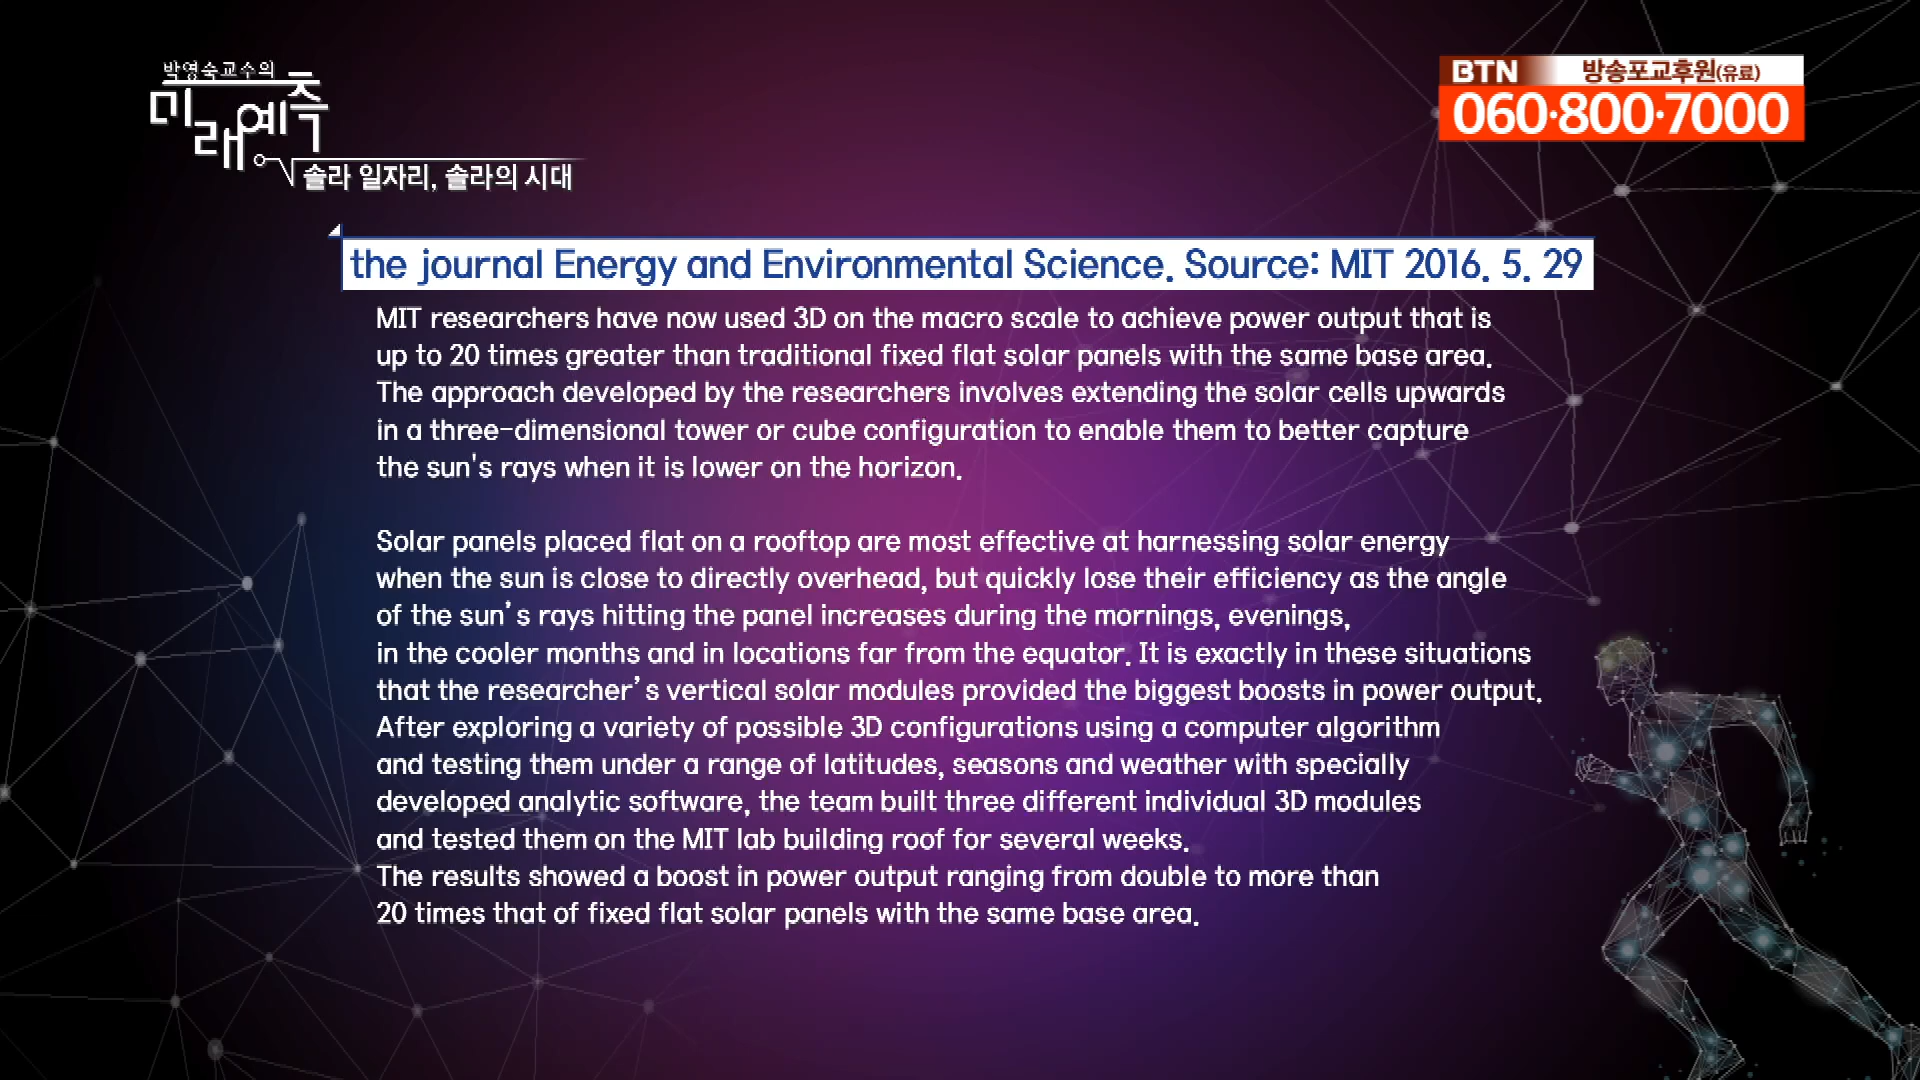 박영숙교수의
미래예측
솔라 일자리, 솔라의 시대
BTN 방송포교후원(유료)
060·800·7000
the journal Energy and Environmental Science. Source: MIT 2016. 5. 29
MIT researchers have now used 3D on the macro scale to achieve power output that is
up to 20 times greater than traditional fixed flat solar panels with the same base area.
The approach developed by the researchers involves extending the solar cells upwards
in a three-dimensional tower or cube configuration to enable them to better capture
the sun's rays when it is lower on the horizon.
Solar panels placed flat on a rooftop are most effective at harnessing solar energy
when the sun is close to directly overhead, but quickly lose their efficiency as the angle
of the sun's rays hitting the panel increases during the mornings, evenings,
in the cooler months and in locations far from the equator. It is exactly in these situations
that the researcher's vertical solar modules provided the biggest boosts in power output.
After exploring a variety of possible 3D configurations using a computer algorithm
and testing them under a range of latitudes, seasons and weather with specially
developed analytic software, the team built three different individual 3D modules
and tested them on the MIT lab building roof for several weeks.
The results showed a boost in power output ranging from double to more than
20 times that of fixed flat solar panels with the same base area.